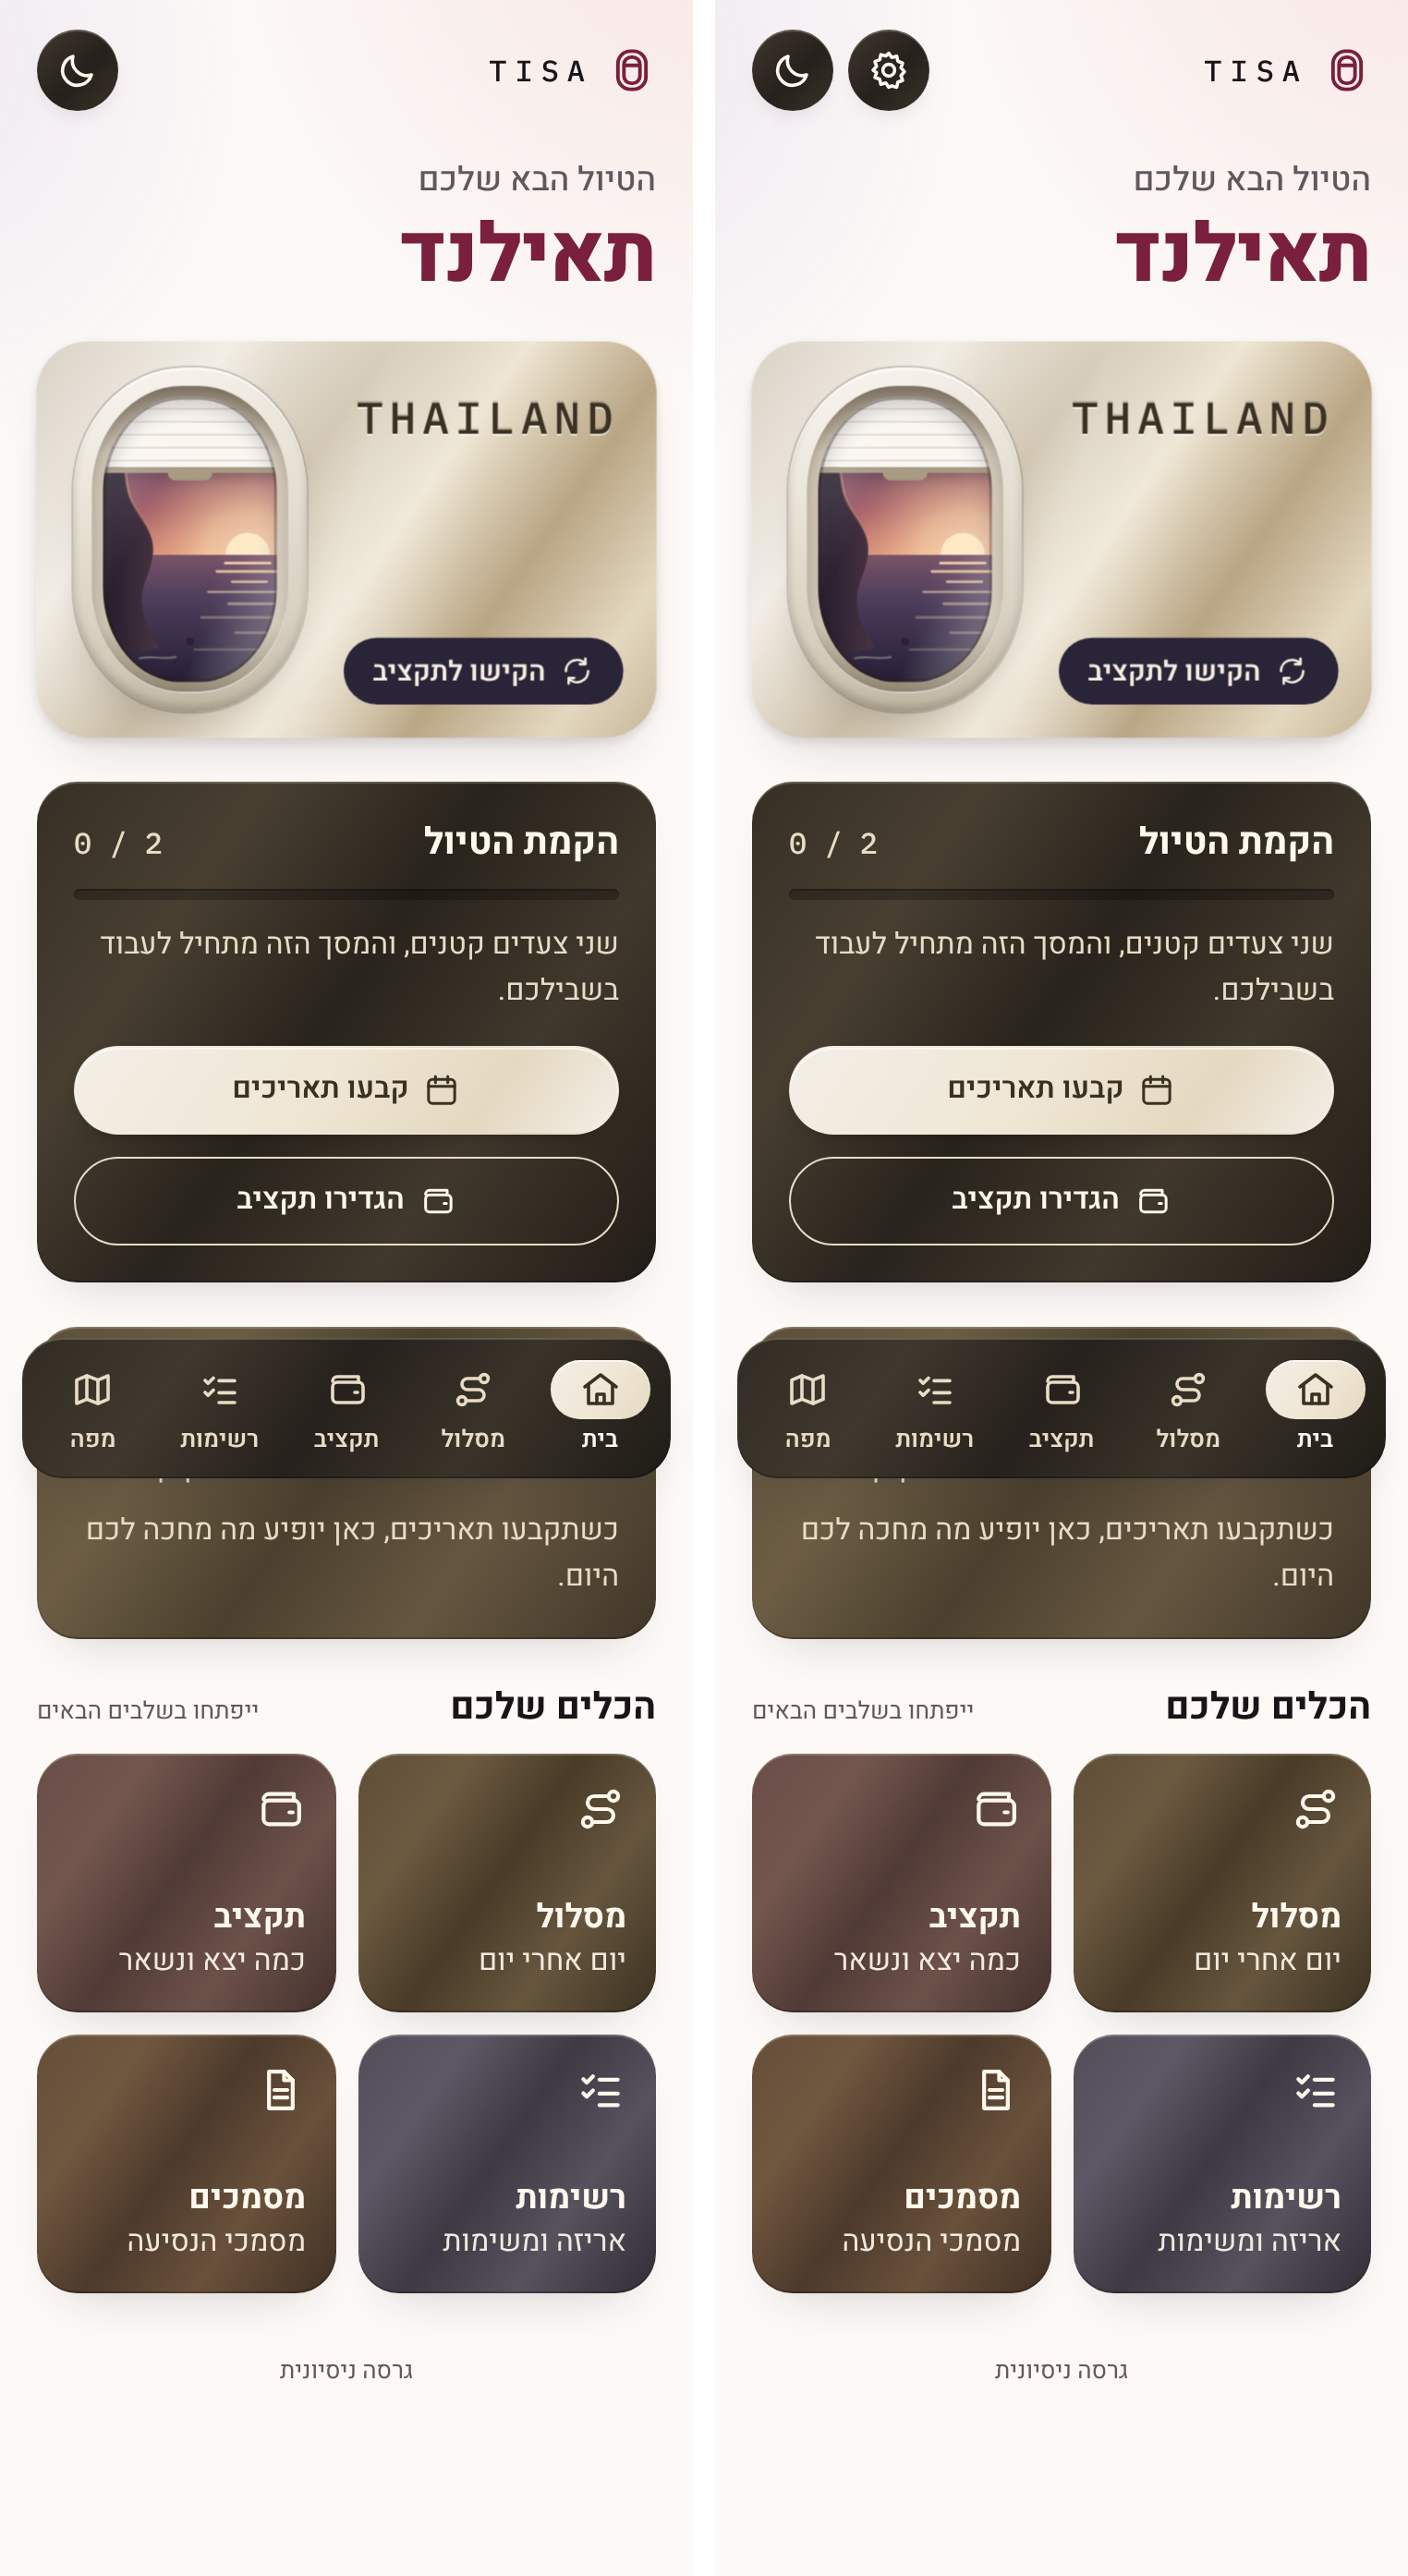 TISA
הטיול הבא שלכם
תאילנד
THAILAND
הקישו לתקציב
הקמת הטיול
0 / 2
שני צעדים קטנים, והמסך הזה מתחיל לעבוד
בשבילכם.
קבעו תאריכים
הגדירו תקציב
בית
מסלול
תקציב
רשימות
מפה
כשתקבעו תאריכים, כאן יופיע מה מחכה לכם
היום.
הכלים שלכם
ייפתחו בשלבים הבאים
מסלול
יום אחרי יום
תקציב
כמה יצא ונשאר
רשימות
אריזה ומשימות
מסמכים
מסמכי הנסיעה
גרסה ניסיונית
TISA
הטיול הבא שלכם
תאילנד
THAILAND
הקישו לתקציב
הקמת הטיול
0 / 2
שני צעדים קטנים, והמסך הזה מתחיל לעבוד
בשבילכם.
קבעו תאריכים
הגדירו תקציב
בית
מסלול
תקציב
רשימות
מפה
כשתקבעו תאריכים, כאן יופיע מה מחכה לכם
היום.
הכלים שלכם
ייפתחו בשלבים הבאים
מסלול
יום אחרי יום
תקציב
כמה יצא ונשאר
רשימות
אריזה ומשימות
מסמכים
מסמכי הנסיעה
גרסה ניסיונית